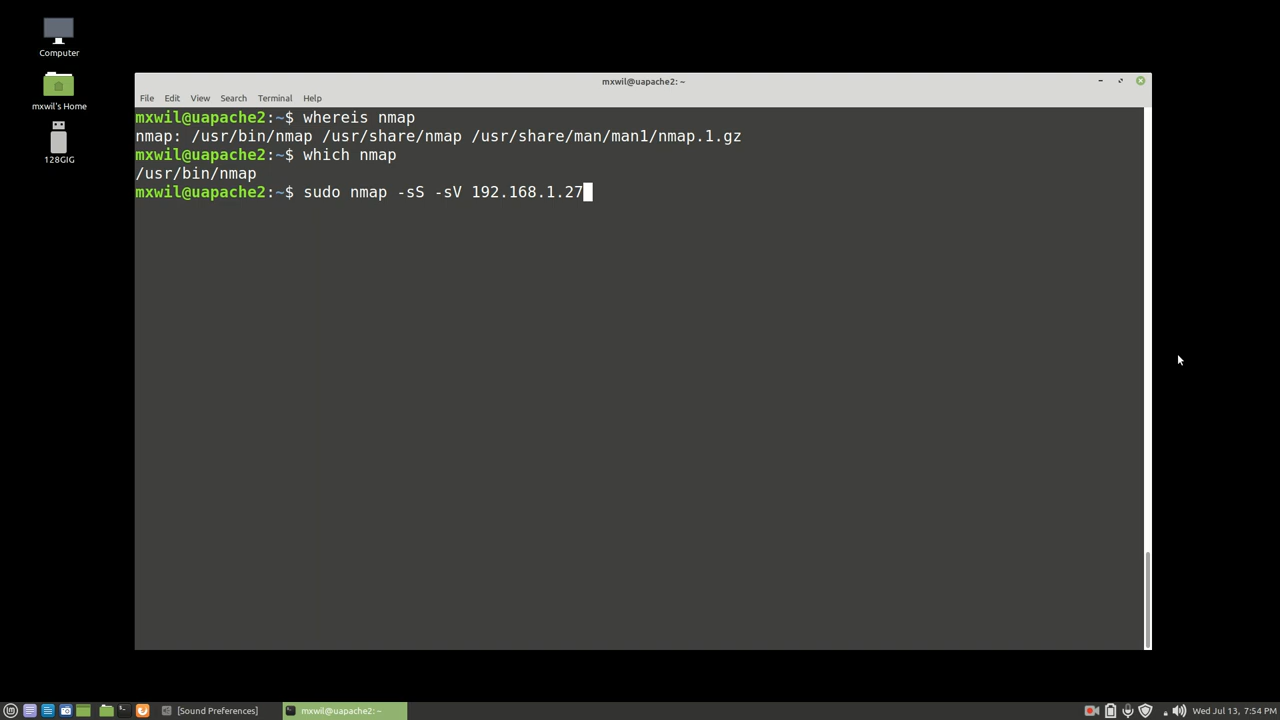 Computer
mxwil's Home
128GIG
mxwil@uapache2: ~
File Edit View Search Terminal Help
mxwil@uapache2:~$ whereis nmap
nmap: /usr/bin/nmap /usr/share/nmap /usr/share/man/man1/nmap.1.gz
mxwil@uapache2:~$ which nmap
/usr/bin/nmap
mxwil@uapache2:~$ sudo nmap -sS -sV 192.168.1.27
[Sound Preferences] mxwil@uapache2: ~ Wed Jul 13, 7:54 PM